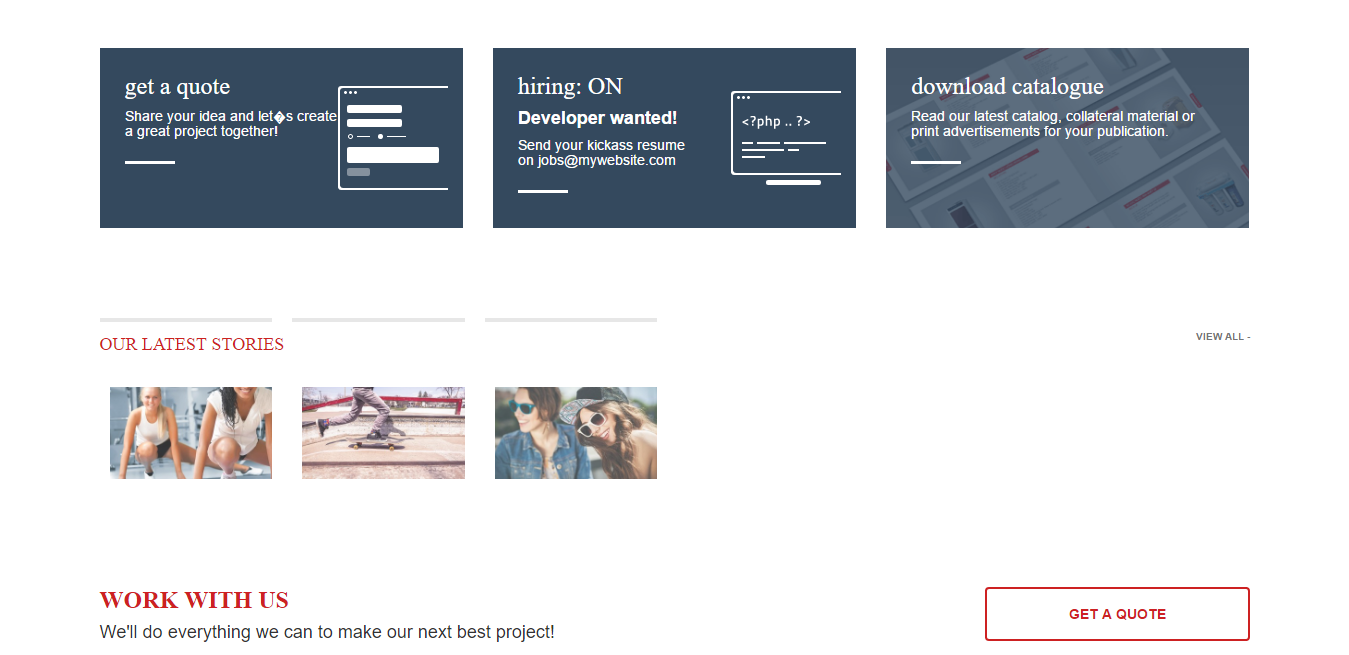 get a quote
Share your idea and let�s create
a great project together!
hiring: ON
Developer wanted!
Send your kickass resume
on jobs@mywebsite.com
<?php .. ?>
download catalogue
Read our latest catalog, collateral material or
print advertisements for your publication.
OUR LATEST STORIES
VIEW ALL -
WORK WITH US
We'll do everything we can to make our next best project!
GET A QUOTE